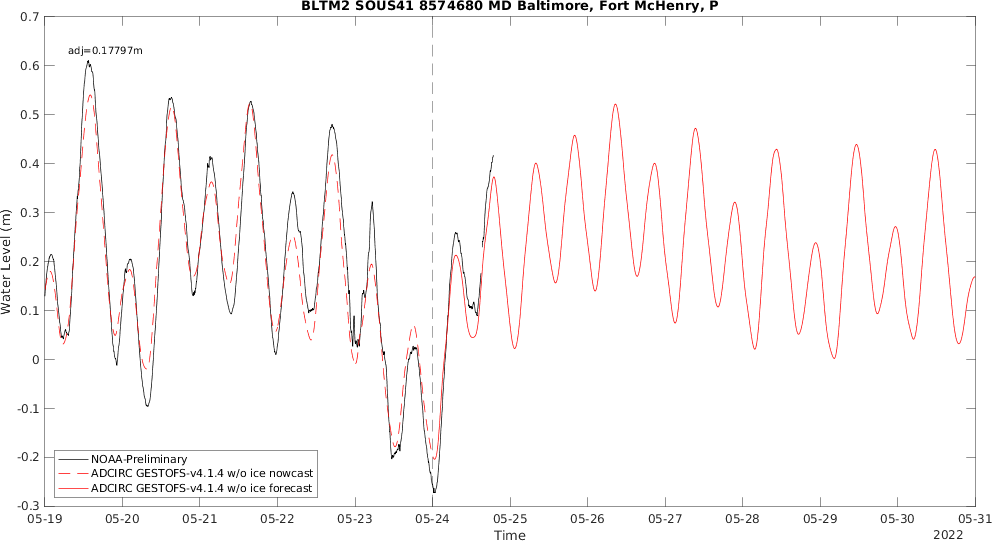 BLTM2 SOUS41 8574680 MD Baltimore, Fort McHenry, P
0.7
0.6
0.5
0.4
0.3
0.2
0.1
0
-0.1
-0.2
-0.3
Water Level (m)
adj=0.17797m
NOAA-Preliminary
ADCIRC GESTOFS-v4.1.4 w/o ice nowcast
ADCIRC GESTOFS-v4.1.4 w/o ice forecast
05-19 05-20 05-21 05-22 05-23 05-24 05-25 05-26 05-27 05-28 05-29 05-30 05-31
Time
2022